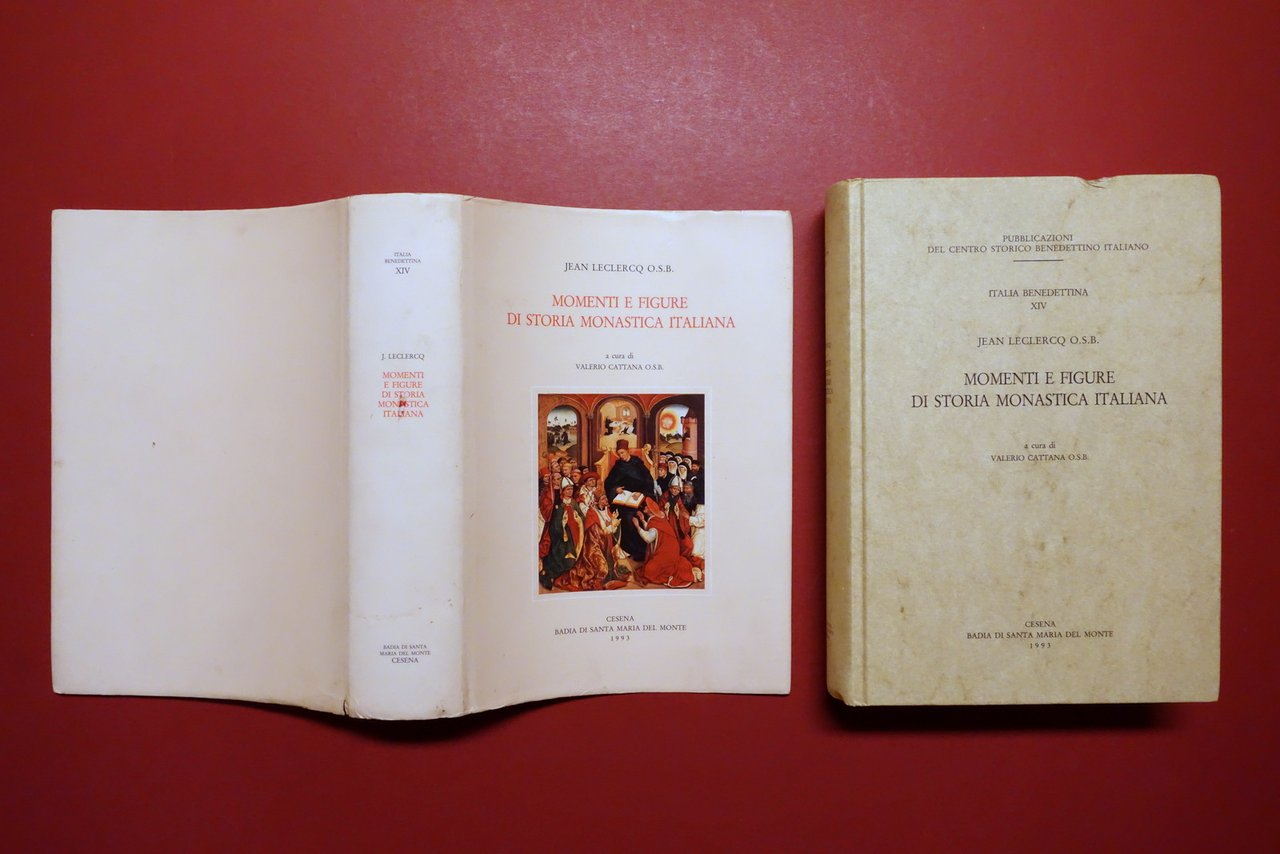 ITALIA
BENEDETTINA
XIV
J. LECLERCQ
MOMENTI
E FIGURE
DI STORIA
MONASTICA
ITALIANA
BADIA DI SANTA
MARIA DEL MONTE
CESENA
JEAN LECLERCQ O.S.B.
MOMENTI E FIGURE
DI STORIA MONASTICA ITALIANA
a cura di
VALERIO CATTANA O.S.B.
CESENA
BADIA DI SANTA MARIA DEL MONTE
1993
PUBBLICAZIONI
DEL CENTRO STORICO BENEDETTINO ITALIANO
ITALIA BENEDETTINA
XIV
JEAN LECLERCQ O.S.B.
MOMENTI E FIGURE
DI STORIA MONASTICA ITALIANA
a cura di
VALERIO CATTANA O.S.B.
CESENA
BADIA DI SANTA MARIA DEL MONTE
1993